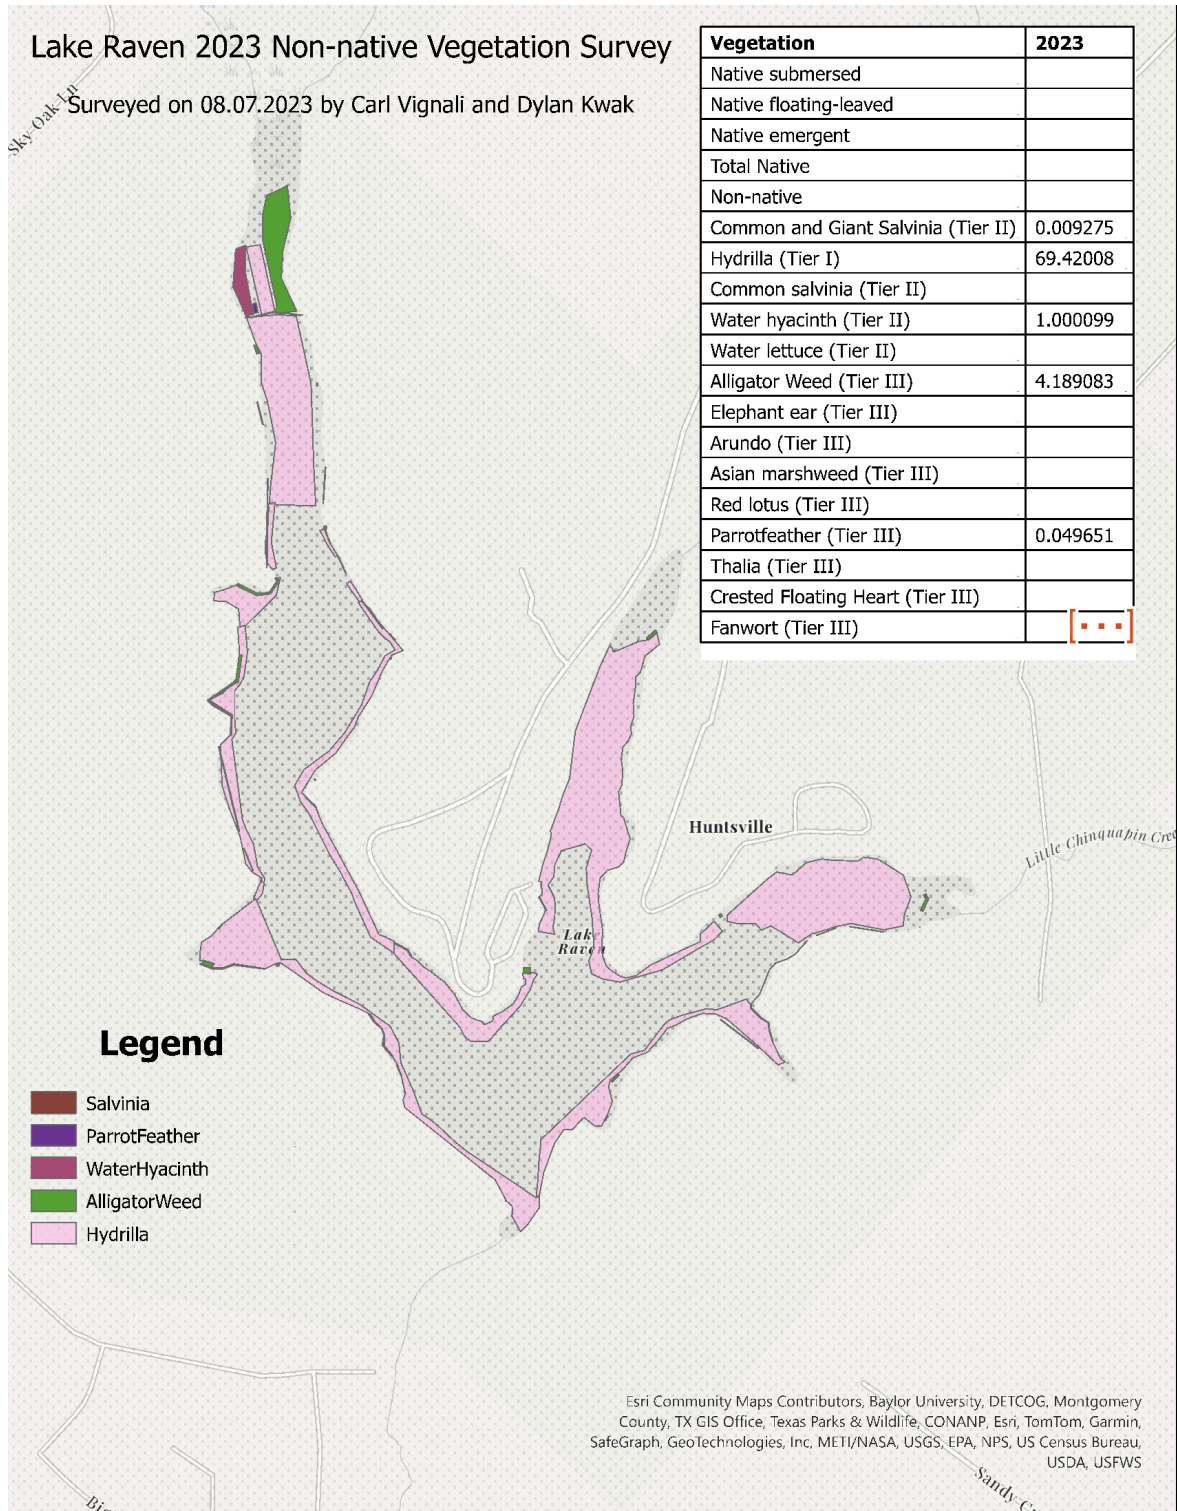 Lake Raven 2023 Non-native Vegetation Survey
Surveyed on 08.07.2023 by Carl Vignali and Dylan Kwak
Sky-Oak-Ln
Vegetation 2023
Native submersed
Native floating-leaved
Native emergent
Total Native
Non-native
Common and Giant Salvinia (Tier II) 0.009275
Hydrilla (Tier I) 69.42008
Common salvinia (Tier II)
Water hyacinth (Tier II) 1.000099
Water lettuce (Tier II)
Alligator Weed (Tier III) 4.189083
Elephant ear (Tier III)
Arundo (Tier III)
Asian marshweed (Tier III)
Red lotus (Tier III)
Parrotfeather (Tier III) 0.049651
Thalia (Tier III)
Crested Floating Heart (Tier III)
Fanwort (Tier III) [...]
Huntsville
Little Chinquapin Cree
Lake
Raven
Legend
Salvinia
ParrotFeather
WaterHyacinth
AlligatorWeed
Hydrilla
Esri Community Maps Contributors, Baylor University, DETCOG, Montgomery
County, TX GIS Office, Texas Parks & Wildlife, CONANP, Esri, TomTom, Garmin,
SafeGraph, GeoTechnologies, Inc, METI/NASA, USGS, EPA, NPS, US Census Bureau,
USDA, USFWS
Sandy-C